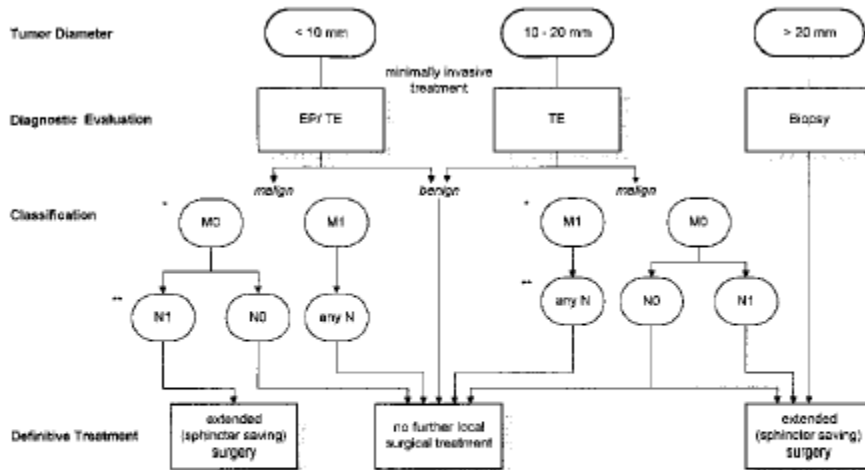 Tumor Diameter
< 10 mm
10 - 20 mm
> 20 mm
minimally invasive
treatment
Diagnostic Evaluation
EP/ TE
TE
Biopsy
malign
benign
malign
Classification
*
M0
M1
*
M1
M0
**
N1
N0
any N
**
any N
N0
N1
Definitive Treatment
extended
(sphincter saving)
surgery
no further local
surgical treatment
extended
(sphincter saving)
surgery